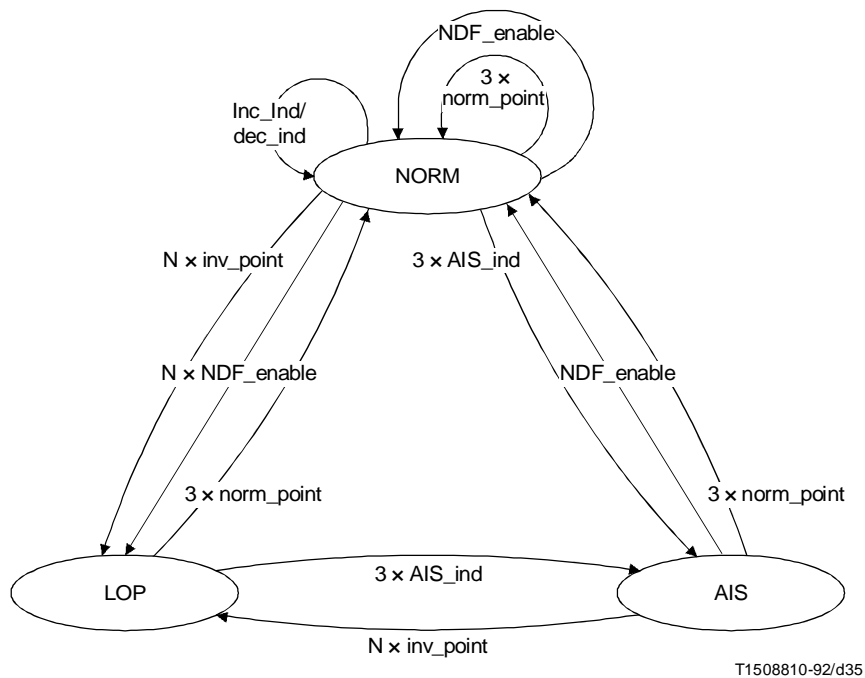 NDF_enable
3 ×
norm_point
Inc_Ind/
dec_ind
NORM
N × inv_point
3 × AIS_ind
N × NDF_enable
NDF_enable
3 × norm_point
3 × norm_point
LOP
3 × AIS_ind
AIS
N × inv_point
T1508810-92/d35